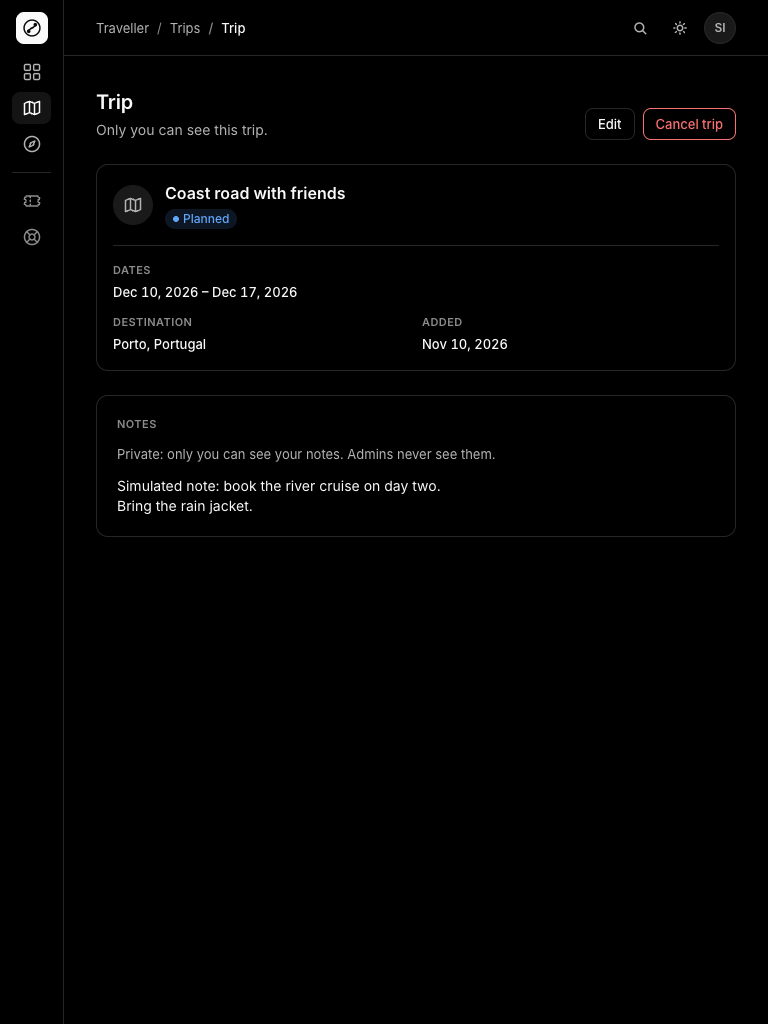 Traveller / Trips / Trip
SI
Trip
Only you can see this trip.
Edit
Cancel trip
Coast road with friends
Planned
DATES
Dec 10, 2026 – Dec 17, 2026
DESTINATION
ADDED
Porto, Portugal
Nov 10, 2026
NOTES
Private: only you can see your notes. Admins never see them.
Simulated note: book the river cruise on day two.
Bring the rain jacket.